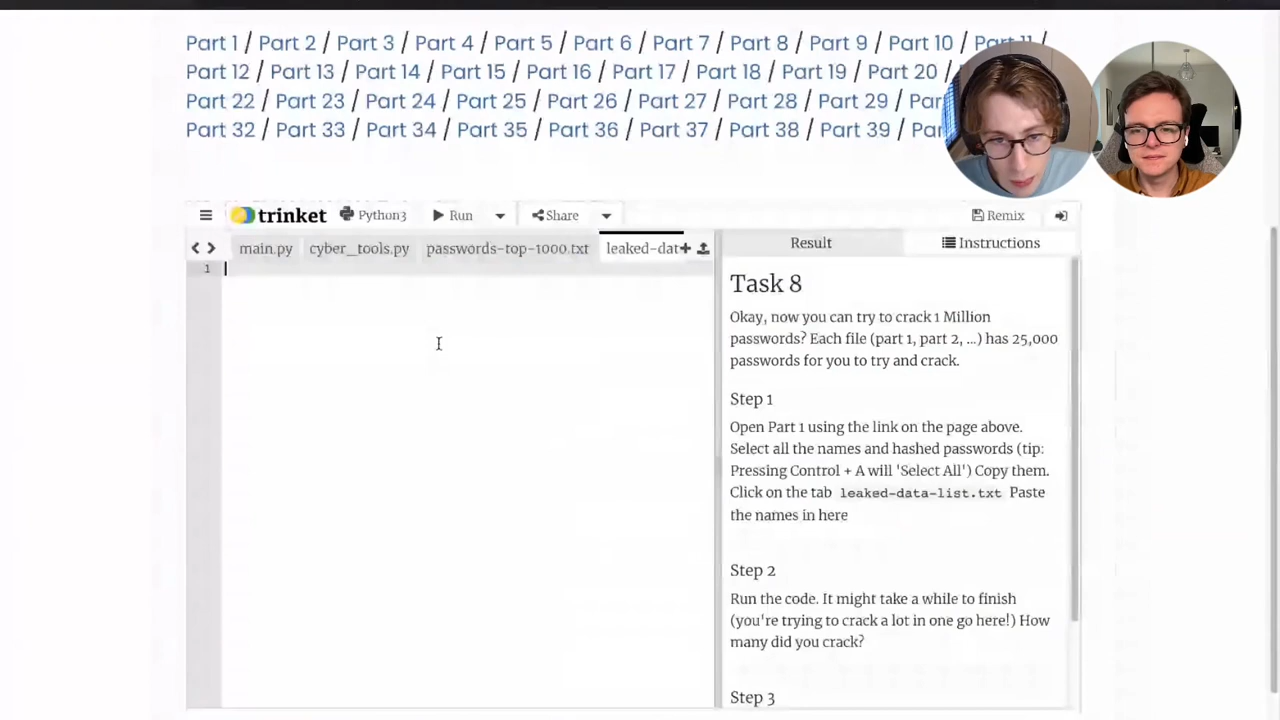 Part 1 / Part 2 / Part 3 / Part 4 / Part 5 / Part 6 / Part 7 / Part 8 / Part 9 / Part 10 / Part 11 /
Part 12 / Part 13 / Part 14 / Part 15 / Part 16 / Part 17 / Part 18 / Part 19 / Part 20 /
Part 22 / Part 23 / Part 24 / Part 25 / Part 26 / Part 27 / Part 28 / Part 29 /
Part 32 / Part 33 / Part 34 / Part 35 / Part 36 / Part 37 / Part 38 / Part 39 /
trinket Python3 Run Share Remix
main.py cyber_tools.py passwords-top-1000.txt leaked-dat
Result Instructions
1
Task 8
Okay, now you can try to crack 1 Million
passwords? Each file (part 1, part 2, ...) has 25,000
passwords for you to try and crack.
Step 1
Open Part 1 using the link on the page above.
Select all the names and hashed passwords (tip:
Pressing Control + A will 'Select All') Copy them.
Click on the tab leaked-data-list.txt Paste
the names in here
Step 2
Run the code. It might take a while to finish
(you're trying to crack a lot in one go here!) How
many did you crack?
Step 3